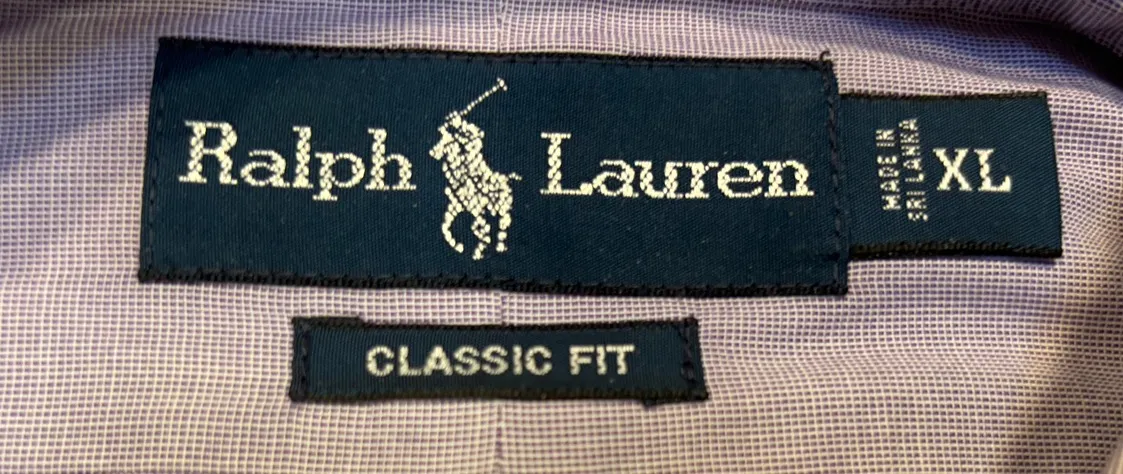 Ralph Lauren
MADE IN
SRI LANKA
XL
CLASSIC FIT